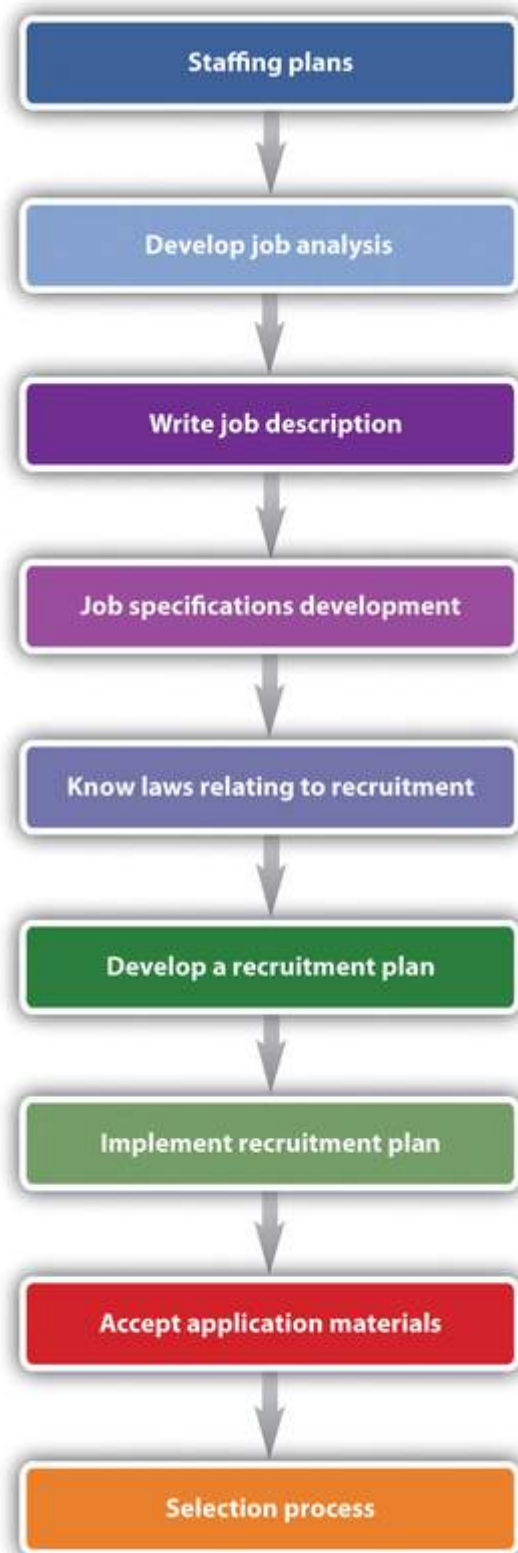 Staffing plans
Develop job analysis
Write job description
Job specifications development
Know laws relating to recruitment
Develop a recruitment plan
Implement recruitment plan
Accept application materials
Selection process